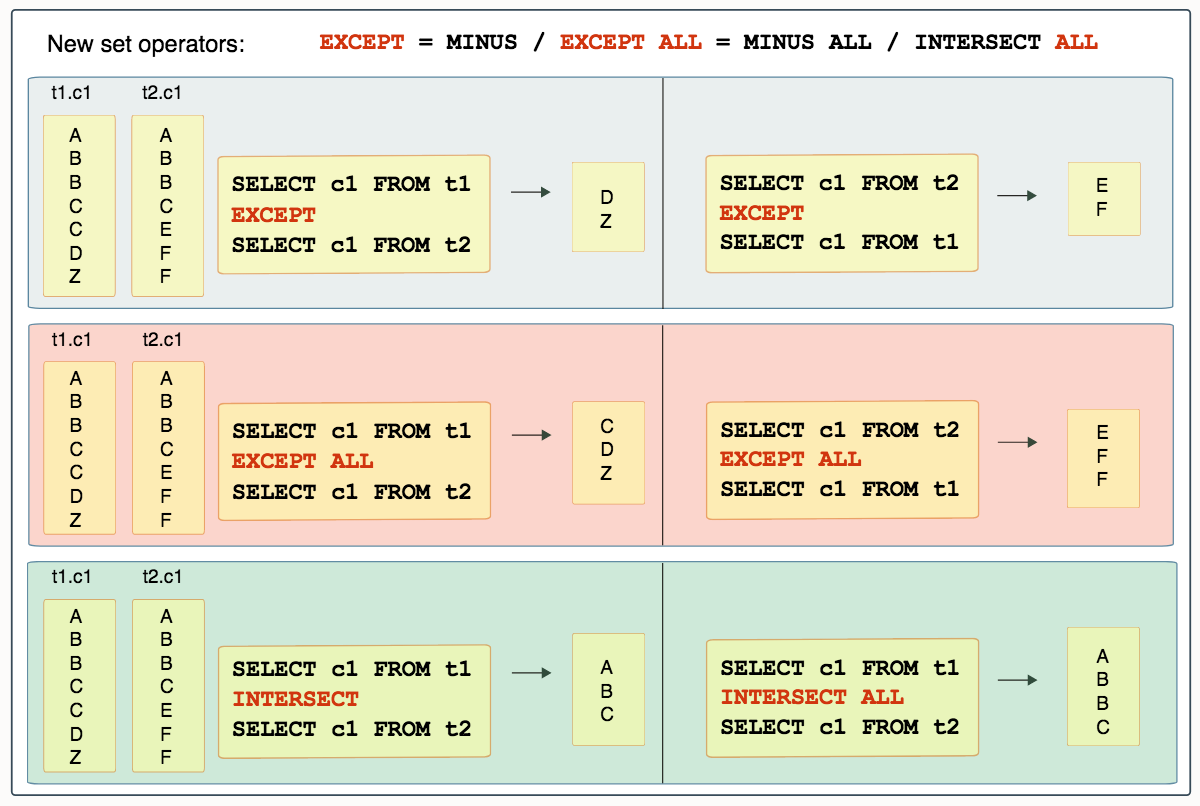 New set operators: EXCEPT = MINUS / EXCEPT ALL = MINUS ALL / INTERSECT ALL
t1.c1 t2.c1
A
B
B
C
C
D
Z
A
B
B
C
E
F
F
SELECT c1 FROM t1
EXCEPT
SELECT c1 FROM t2
D
Z
SELECT c1 FROM t2
EXCEPT
SELECT c1 FROM t1
E
F
t1.c1 t2.c1
A
B
B
C
C
D
Z
A
B
B
C
E
F
F
SELECT c1 FROM t1
EXCEPT ALL
SELECT c1 FROM t2
C
D
Z
SELECT c1 FROM t2
EXCEPT ALL
SELECT c1 FROM t1
E
F
F
t1.c1 t2.c1
A
B
B
C
C
D
Z
A
B
B
C
E
F
F
SELECT c1 FROM t1
INTERSECT
SELECT c1 FROM t2
A
B
C
SELECT c1 FROM t1
INTERSECT ALL
SELECT c1 FROM t2
A
B
B
C